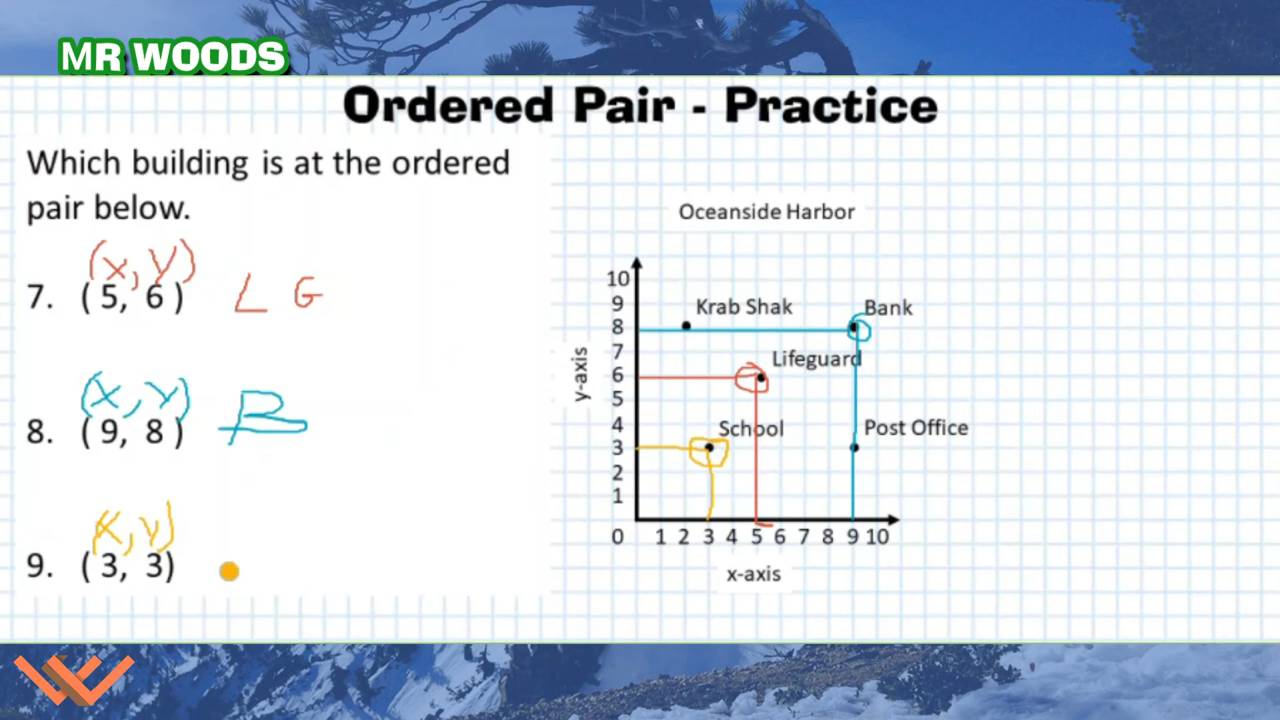 MR WOODS
Ordered Pair - Practice
Which building is at the ordered
pair below.
(x, y)
7. ( 5, 6 ) L G
(x, y)
8. ( 9, 8 ) B
(x, y)
9. ( 3, 3)
Oceanside Harbor
y-axis
10
9
8
7
6
5
4
3
2
1
Krab Shak
Bank
Lifeguard
School
Post Office
0 1 2 3 4 5 6 7 8 9 10
x-axis